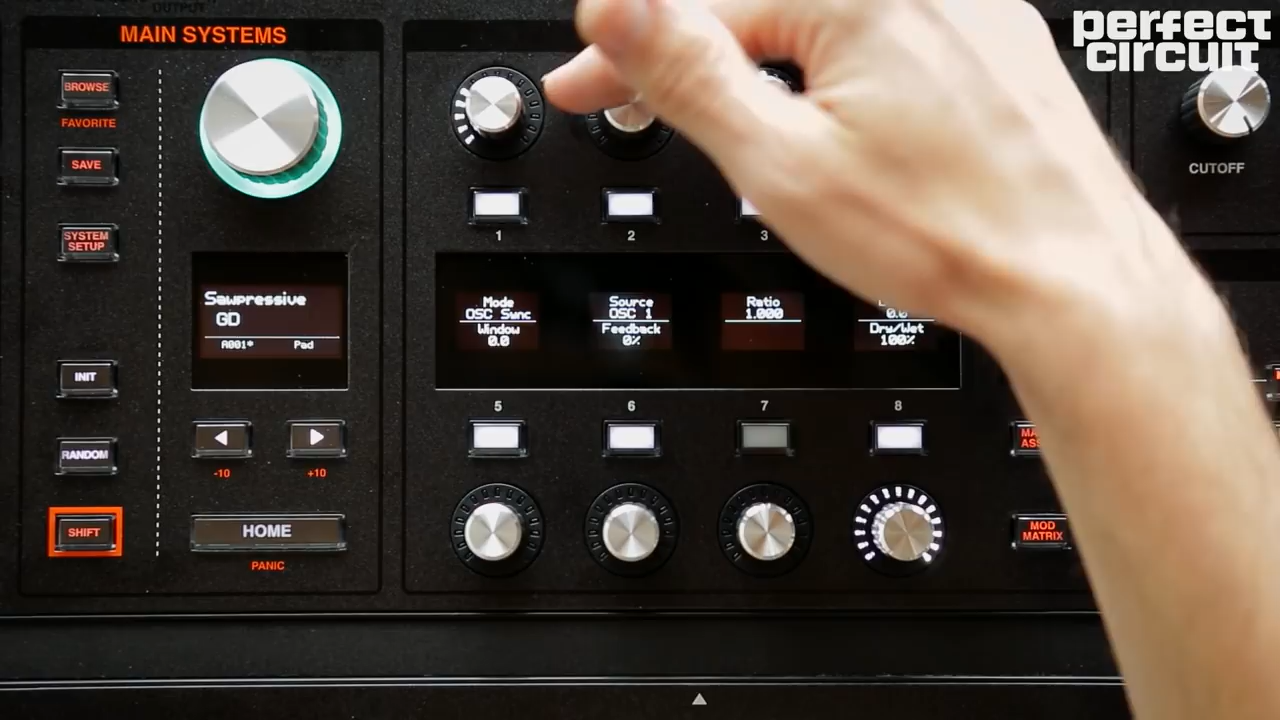 OUTPUT
MAIN SYSTEMS
perfect
circuit
BROWSE
FAVORITE
SAVE
SYSTEM
SETUP
CUTOFF
1
2
3
Sawpressive
GD
A001*
Pad
Mode
OSC Sync
Window
0.0
Source
OSC 1
Feedback
0%
Ratio
1.000
0.0
Dry/Wet
100%
INIT
5
6
7
8
RANDOM
-10
+10
SHIFT
HOME
PANIC
MOD
MATRIX